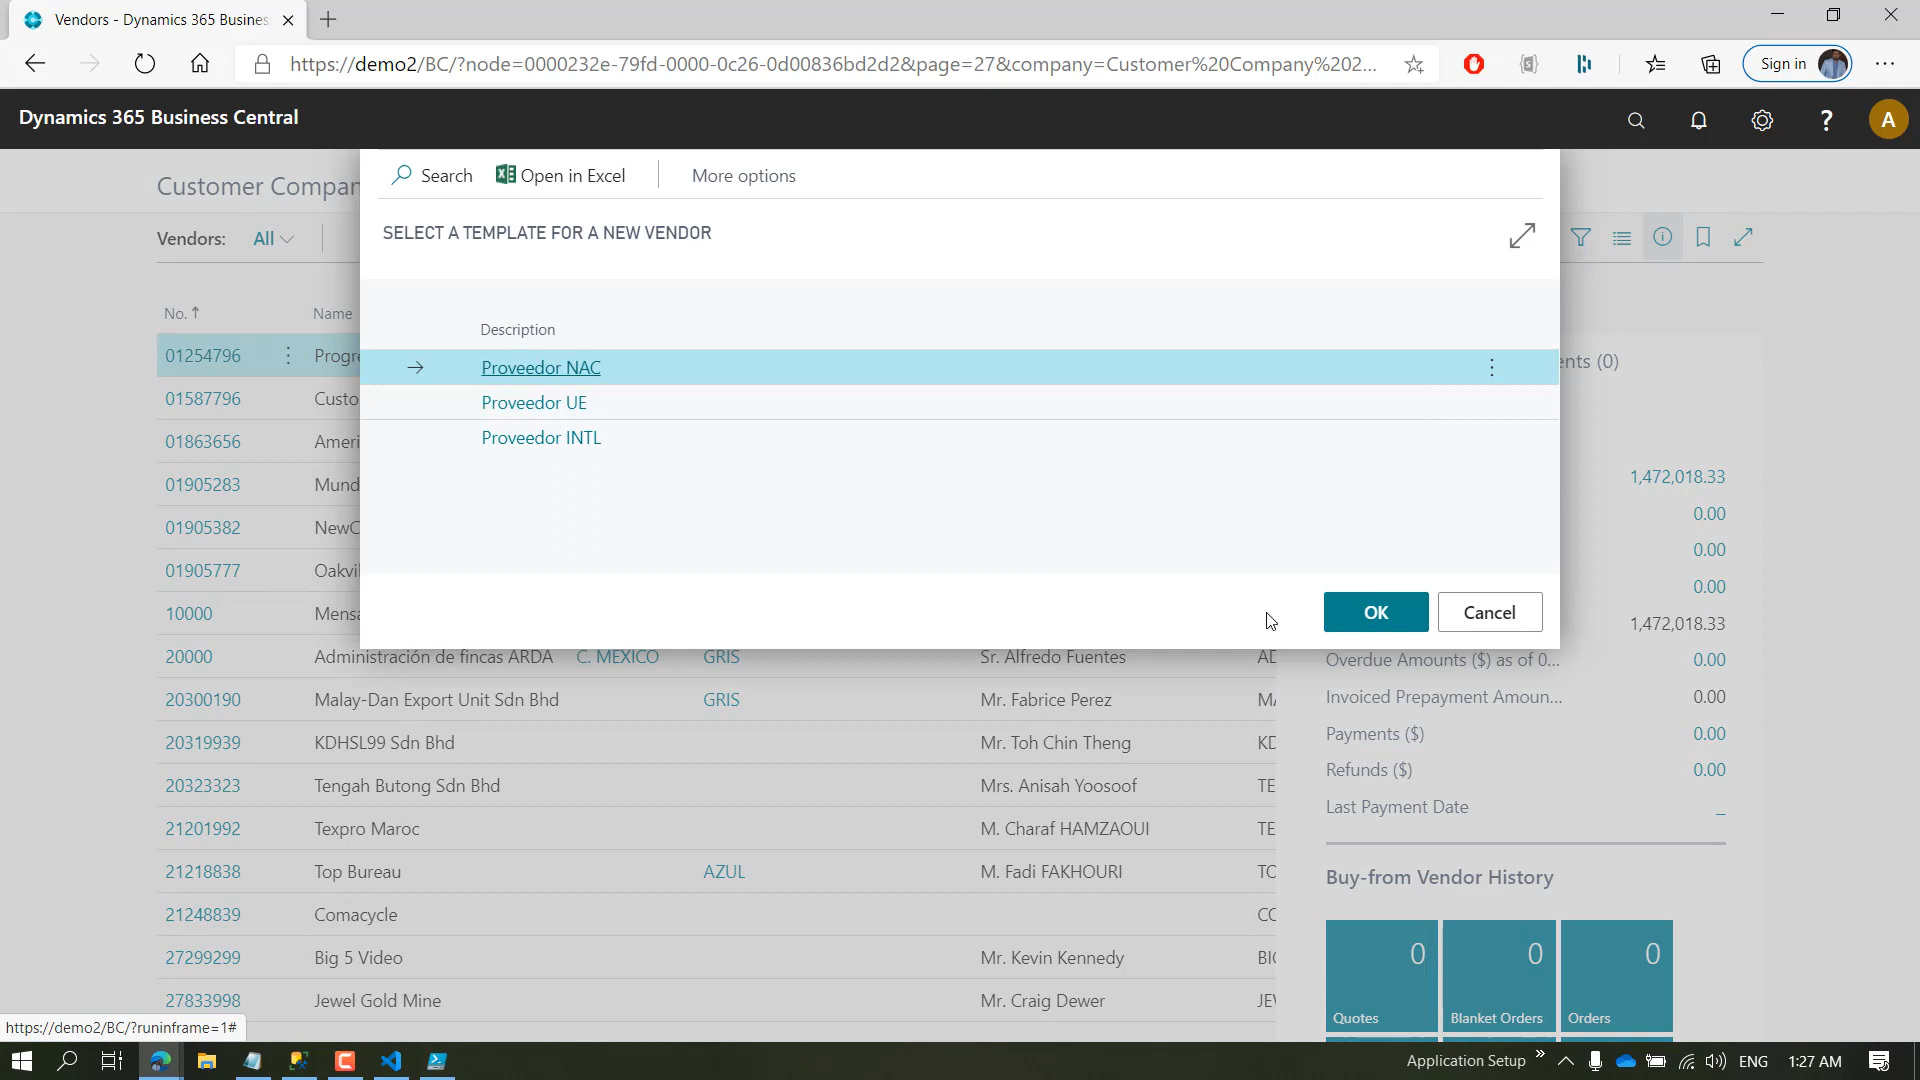 Vendors - Dynamics 365 Busines
https://demo2/BC/?node=0000232e-79fd-0000-0c26-0d00836bd2d2&page=27&company=Customer%20Company%202...
Sign in
Dynamics 365 Business Central
?
A
Customer Compan
Search
Open in Excel
More options
SELECT A TEMPLATE FOR A NEW VENDOR
Vendors:
All
Description
Proveedor NAC
Proveedor UE
Proveedor INTL
OK
Cancel
No. ↑
Name
01254796
Progre
01587796
Custo
01863656
Ameri
01905283
Mund
01905382
NewC
01905777
Oakvil
10000
Mensa
20000
Administración de fincas ARDA
C. MEXICO
GRIS
Sr. Alfredo Fuentes
AD
20300190
Malay-Dan Export Unit Sdn Bhd
GRIS
Mr. Fabrice Perez
MA
20319939
KDHSL99 Sdn Bhd
Mr. Toh Chin Theng
KD
20323323
Tengah Butong Sdn Bhd
Mrs. Anisah Yoosoof
TE
21201992
Texpro Maroc
M. Charaf HAMZAOUI
TE
21218838
Top Bureau
AZUL
M. Fadi FAKHOURI
TO
21248839
Comacycle
CO
27299299
Big 5 Video
Mr. Kevin Kennedy
BIG
27833998
Jewel Gold Mine
Mr. Craig Dewer
JEW
ents (0)
1,472,018.33
0.00
0.00
0.00
1,472,018.33
Overdue Amounts ($) as of 0...
0.00
Invoiced Prepayment Amoun...
0.00
Payments ($)
0.00
Refunds ($)
0.00
Last Payment Date
_
Buy-from Vendor History
0
Quotes
0
Blanket Orders
0
Orders
https://demo2/BC/?runinframe=1#
Application Setup
ENG
1:27 AM